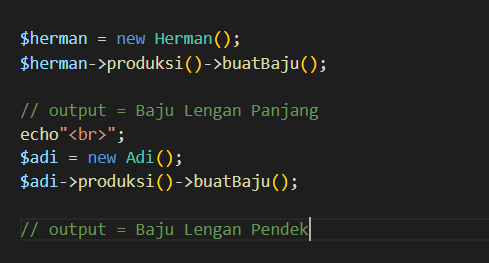 $herman = new Herman();
$herman->produksi()->buatBaju();
// output = Baju Lengan Panjang
echo"<br>";
$adi = new Adi();
$adi->produksi()->buatBaju();
// output = Baju Lengan Pendek